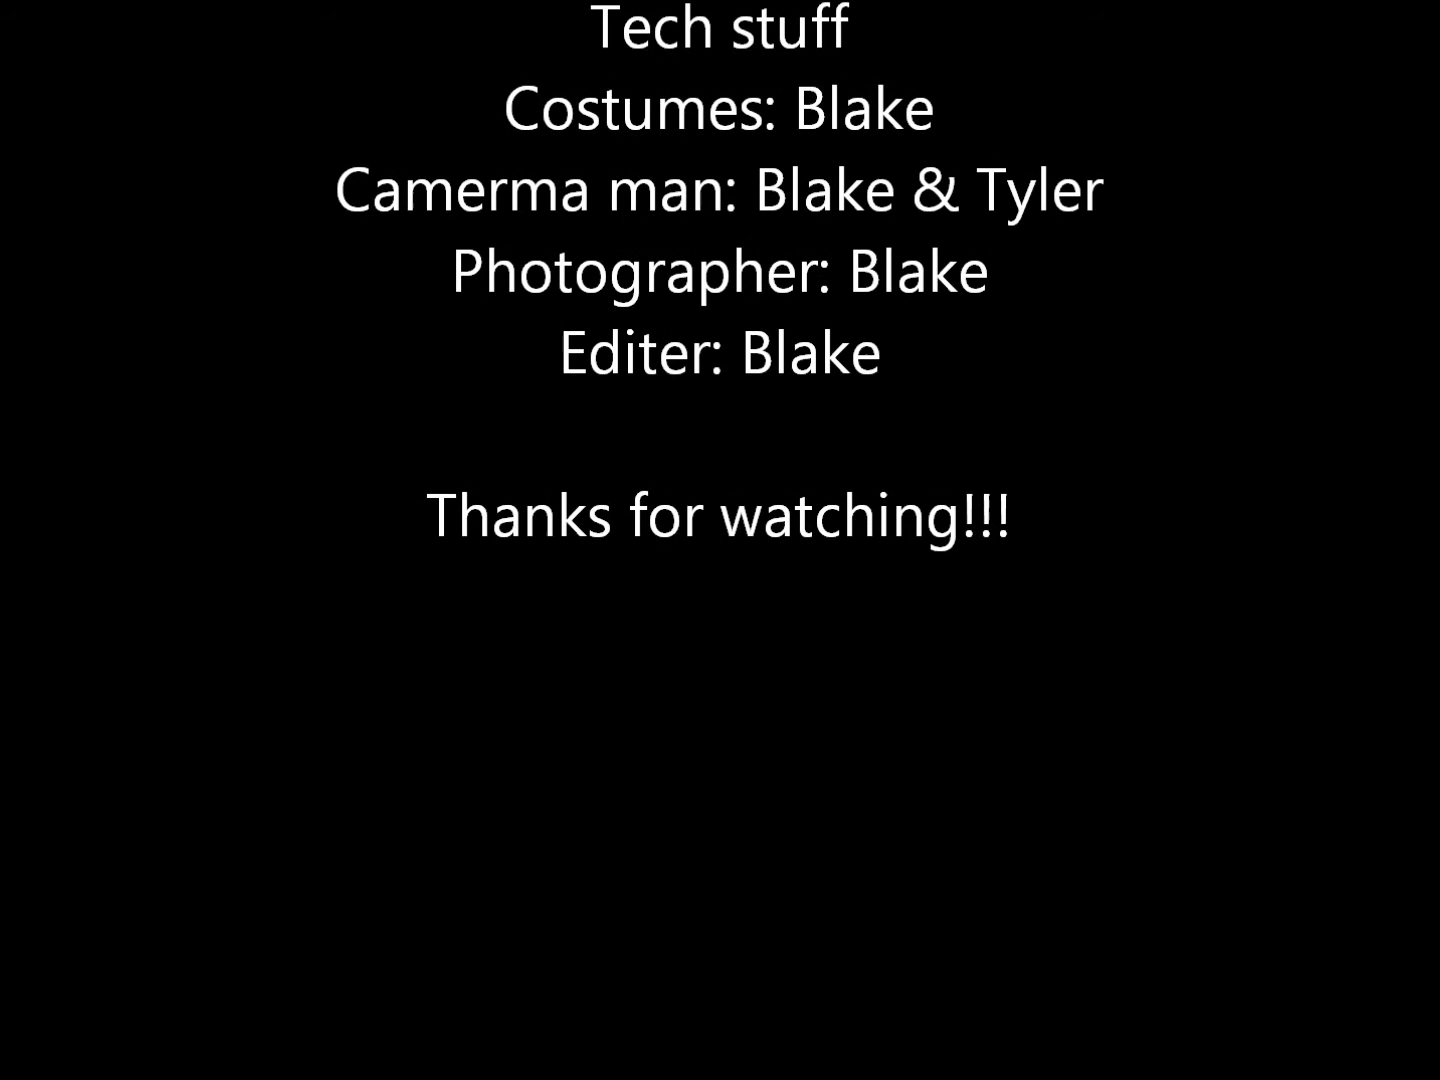 Tech stuff
Costumes: Blake
Camerma man: Blake & Tyler
Photographer: Blake
Editer: Blake
Thanks for watching!!!